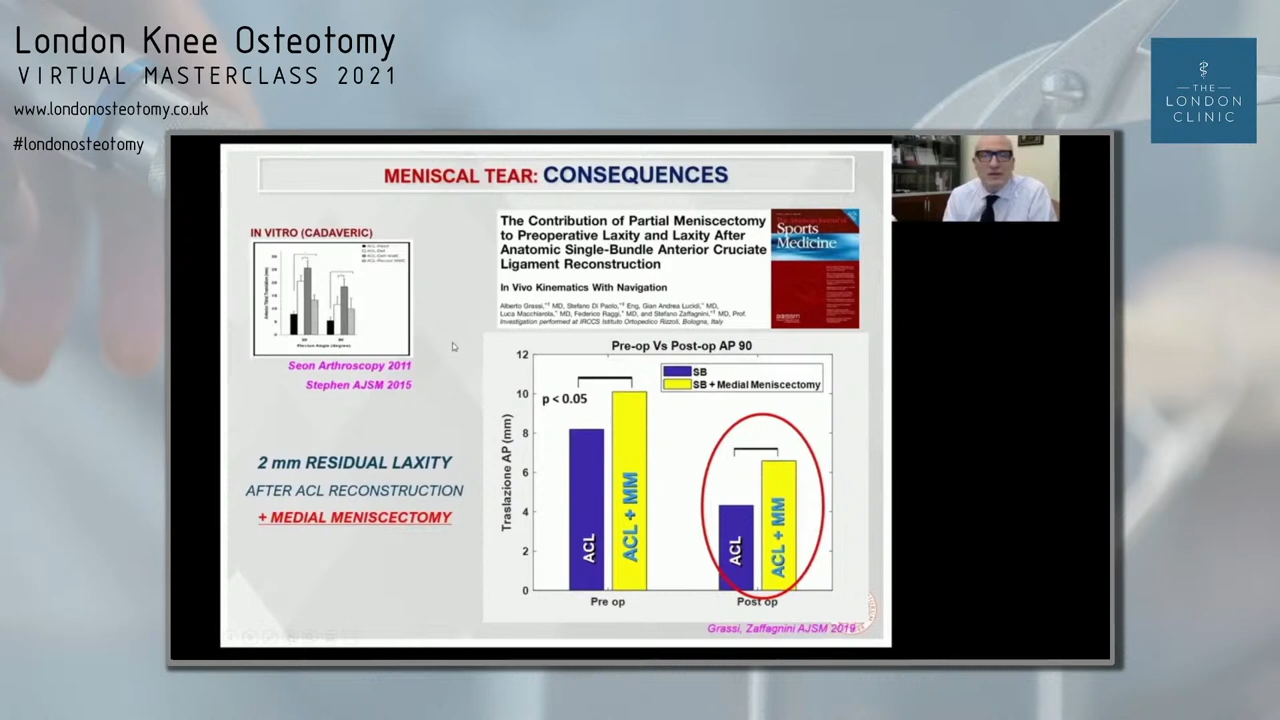 London Knee Osteotomy
VIRTUAL MASTERCLASS 2021
www.londonosteotomy.co.uk
#londonosteotomy
THE
LONDON
CLINIC
MENISCAL TEAR: CONSEQUENCES
IN VITRO (CADAVERIC)
Seon Arthroscopy 2011
Stephen AJSM 2015
2 mm RESIDUAL LAXITY
AFTER ACL RECONSTRUCTION
+ MEDIAL MENISCECTOMY
The Contribution of Partial Meniscectomy
to Preoperative Laxity and Laxity After
Anatomic Single-Bundle Anterior Cruciate
Ligament Reconstruction
In Vivo Kinematics With Navigation
Alberto Grassi,*† MD, Stefano Di Paolo,*† Eng, Gian Andrea Lucidi,* MD,
Luca Macchiarola,* MD, Federico Raggi,* MD, and Stefano Zaffagnini,*† MD, Prof.
Investigation performed at IRCCS Istituto Ortopedico Rizzoli, Bologna, Italy
Sports
Medicine
Pre-op Vs Post-op AP 90
12
10
8
6
4
2
0
Traslazione AP (mm)
p < 0.05
SB
SB + Medial Meniscectomy
ACL
ACL + MM
ACL
ACL + MM
Pre op
Post op
Grassi, Zaffagnini AJSM 2019